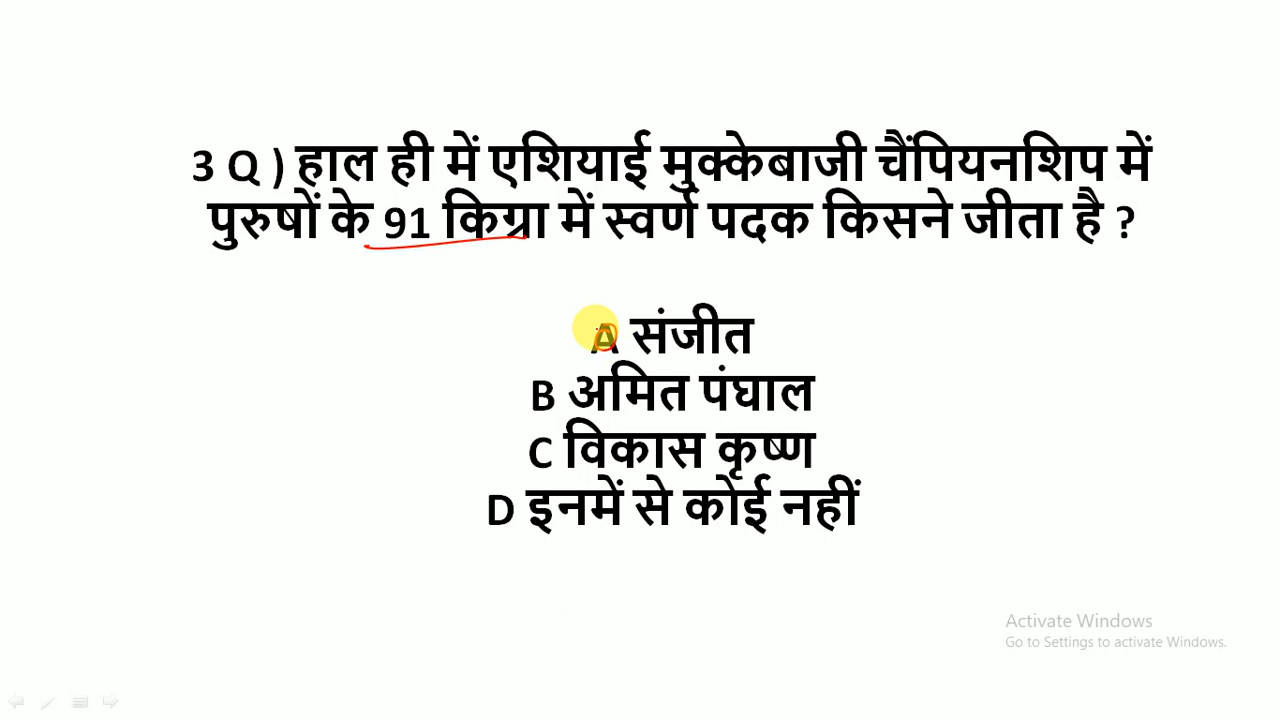 3 Q ) हाल ही में एशियाई मुक्केबाजी चैंपियनशिप में
पुरुषों के 91 किग्रा में स्वर्ण पदक किसने जीता है ?
A संजीत
B अमित पंघाल
C विकास कृष्ण
D इनमें से कोई नहीं
Activate Windows
Go to Settings to activate Windows.